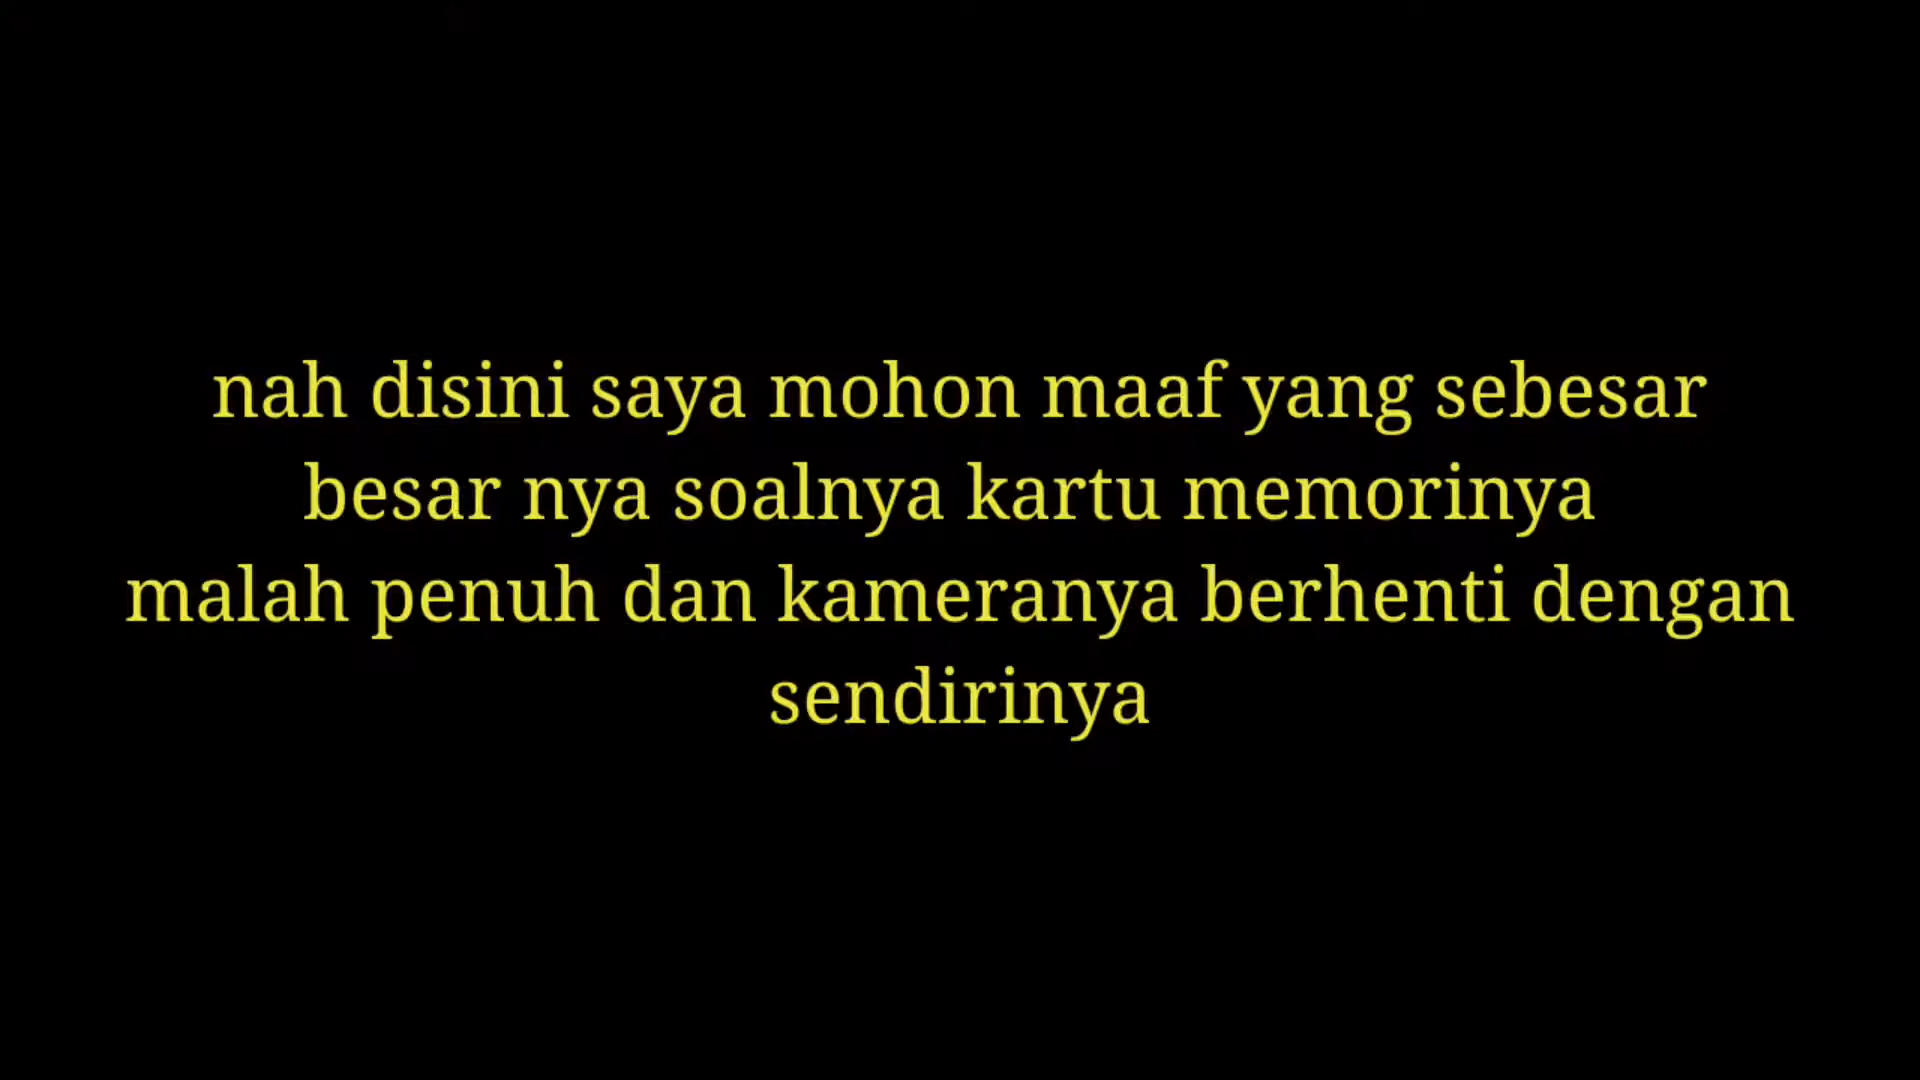 nah disini saya mohon maaf yang sebesar
besar nya soalnya kartu memorinya
malah penuh dan kameranya berhenti dengan
sendirinya